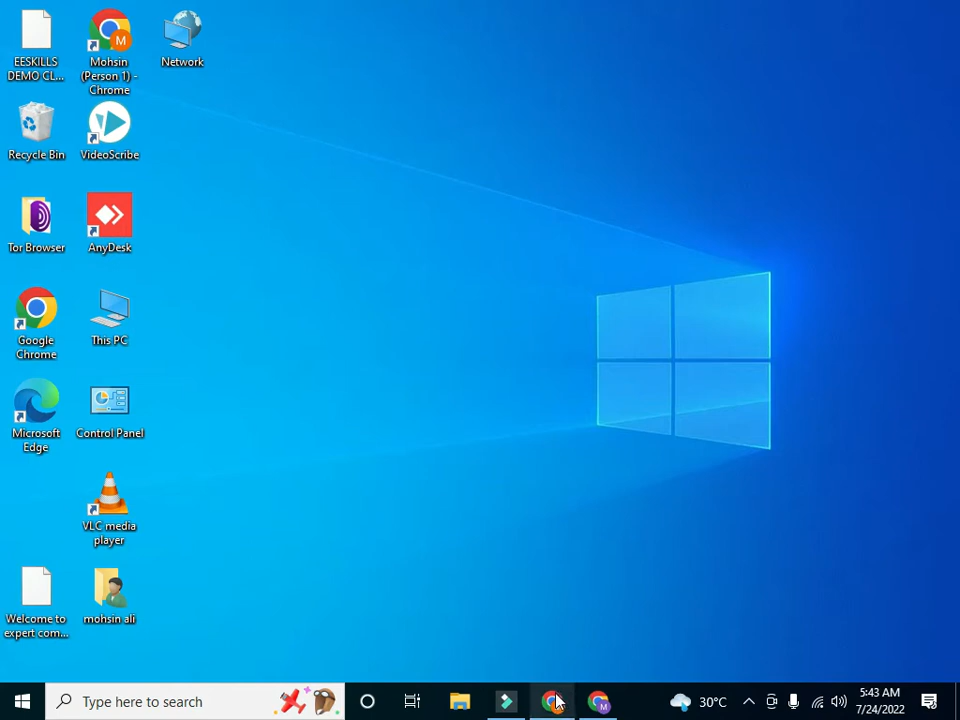 EESKILLS
DEMO CL...
Mohsin
(Person 1) -
Chrome
M
Network
Recycle Bin
VideoScribe
Tor Browser
AnyDesk
Google
Chrome
This PC
Microsoft
Edge
Control Panel
VLC media
player
Welcome to
expert com...
mohsin ali
Type here to search
M
30°C
5:43 AM
7/24/2022